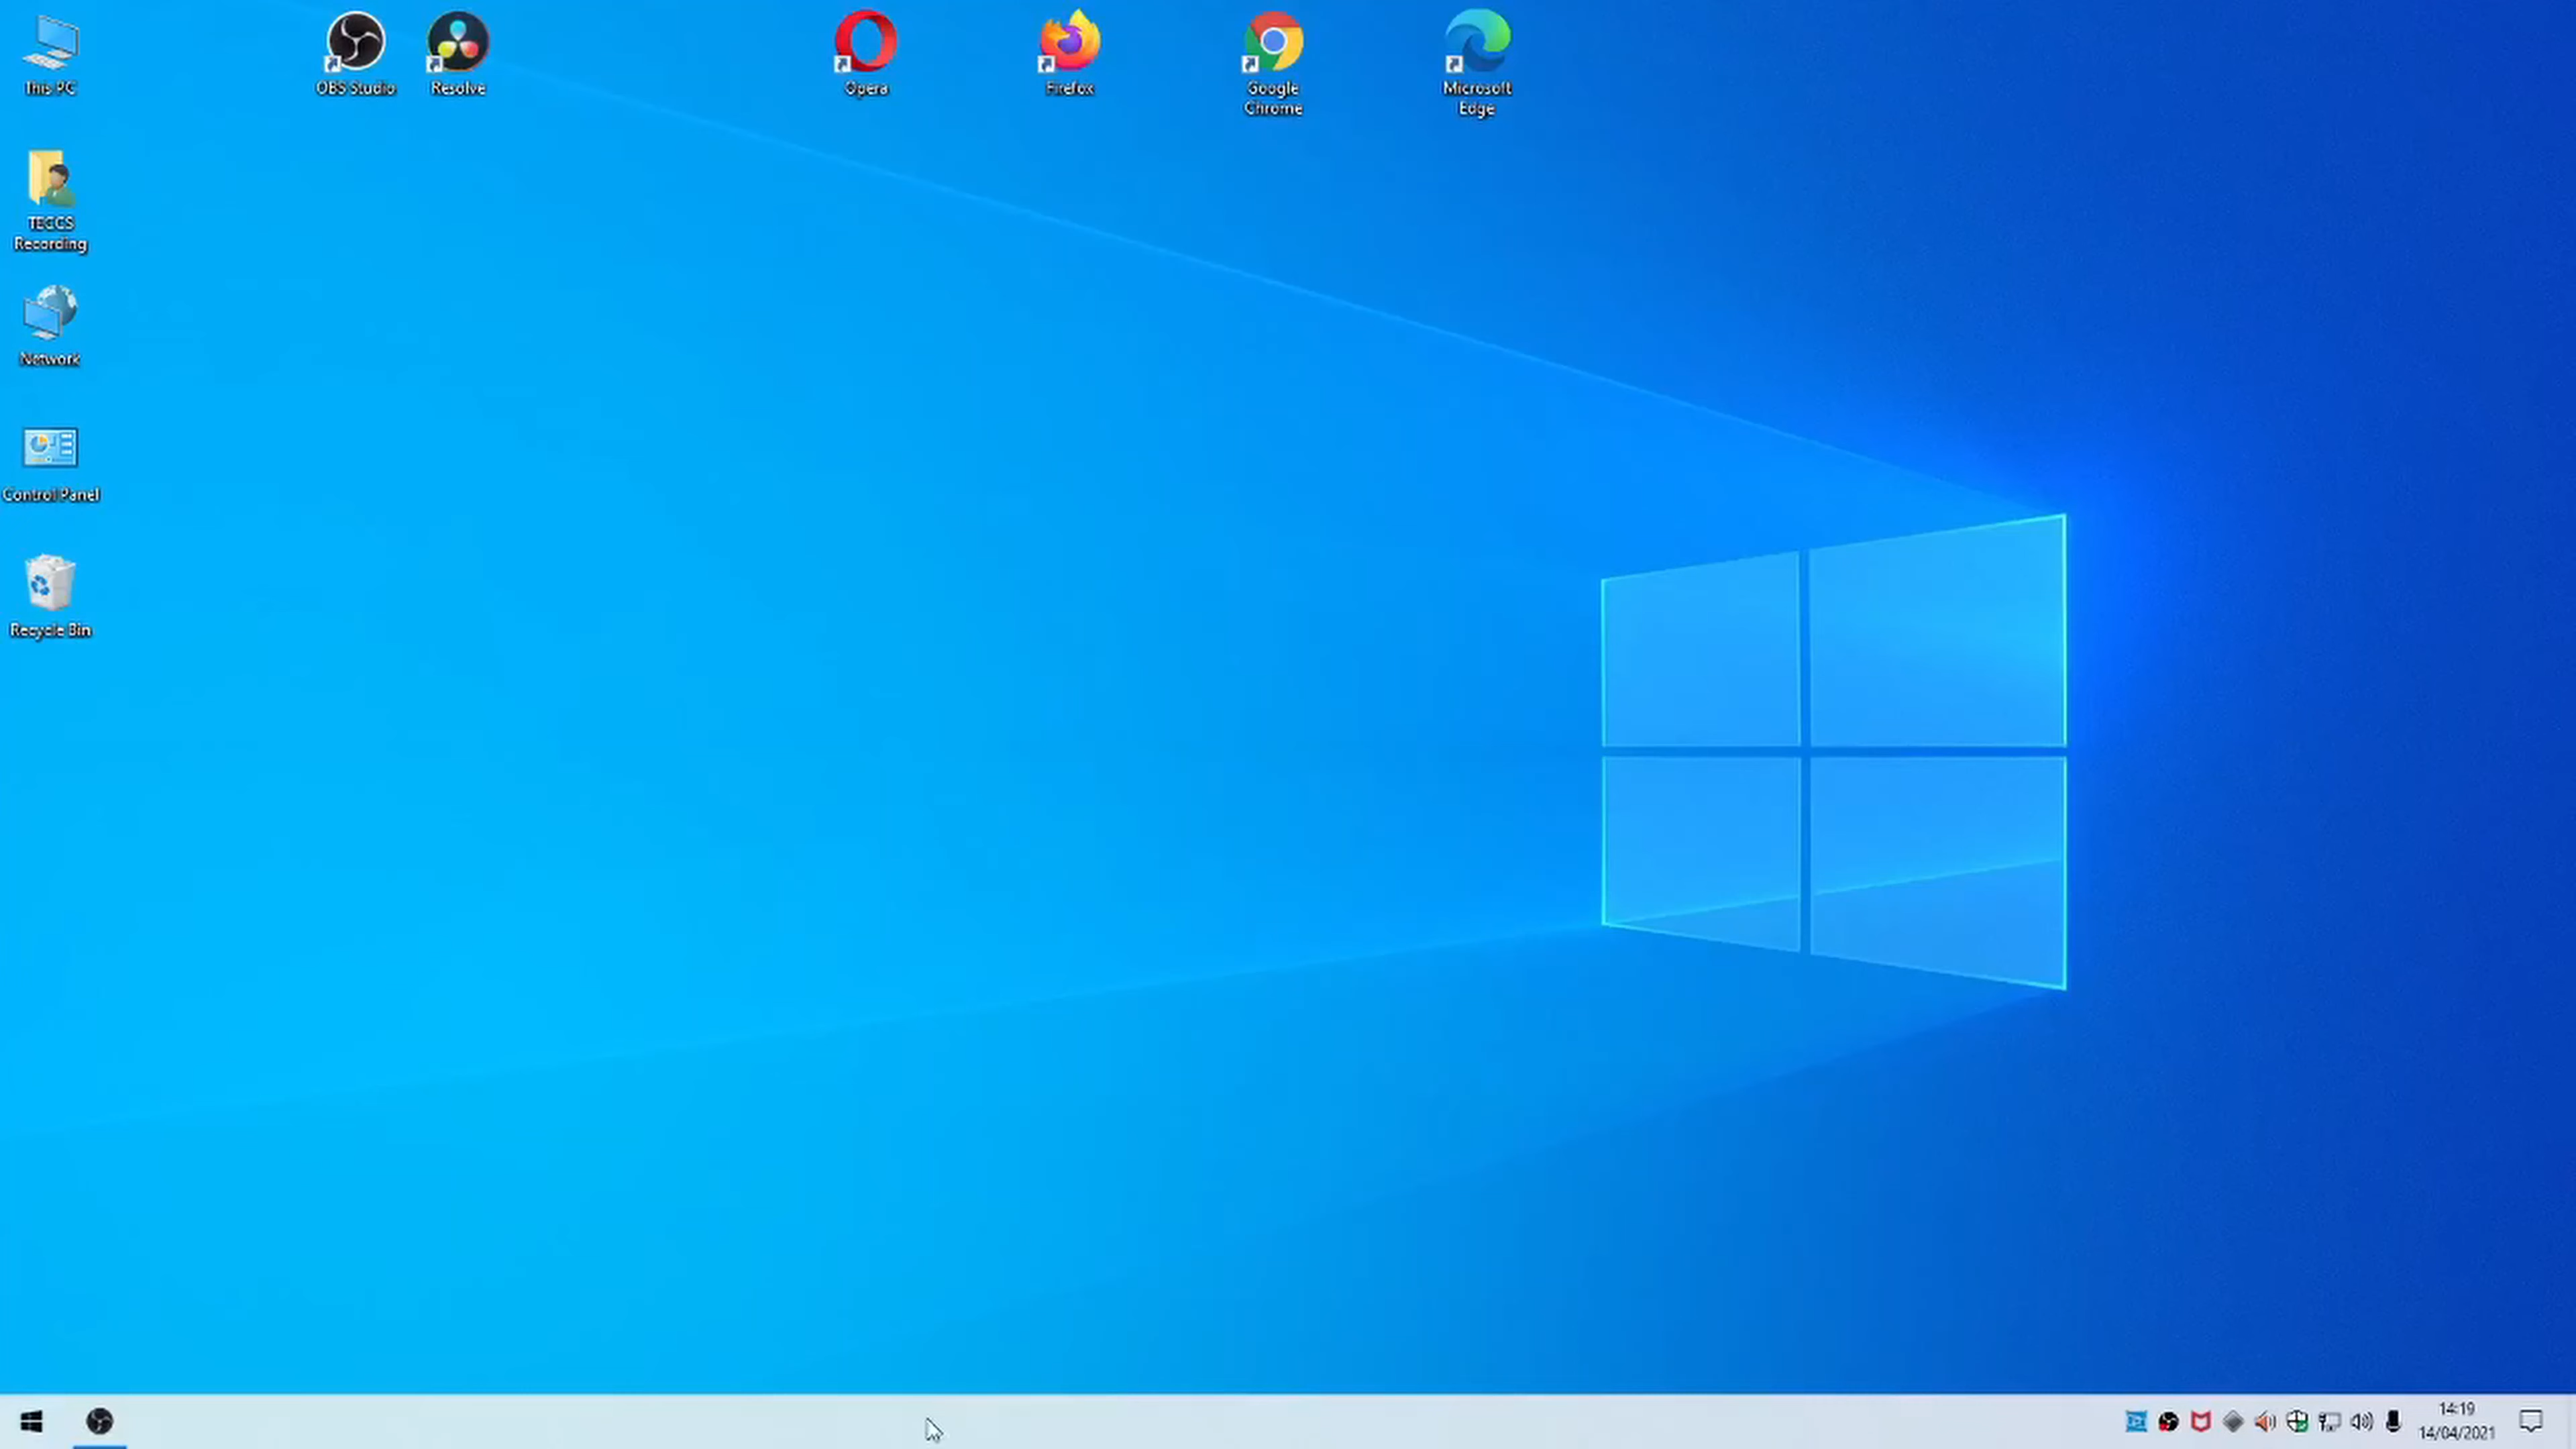 This PC
OBS Studio
Resolve
Opera
Firefox
Google
Chrome
Microsoft
Edge
TECCS
Recording
Network
Control Panel
Recycle Bin
14:19
14/04/2021